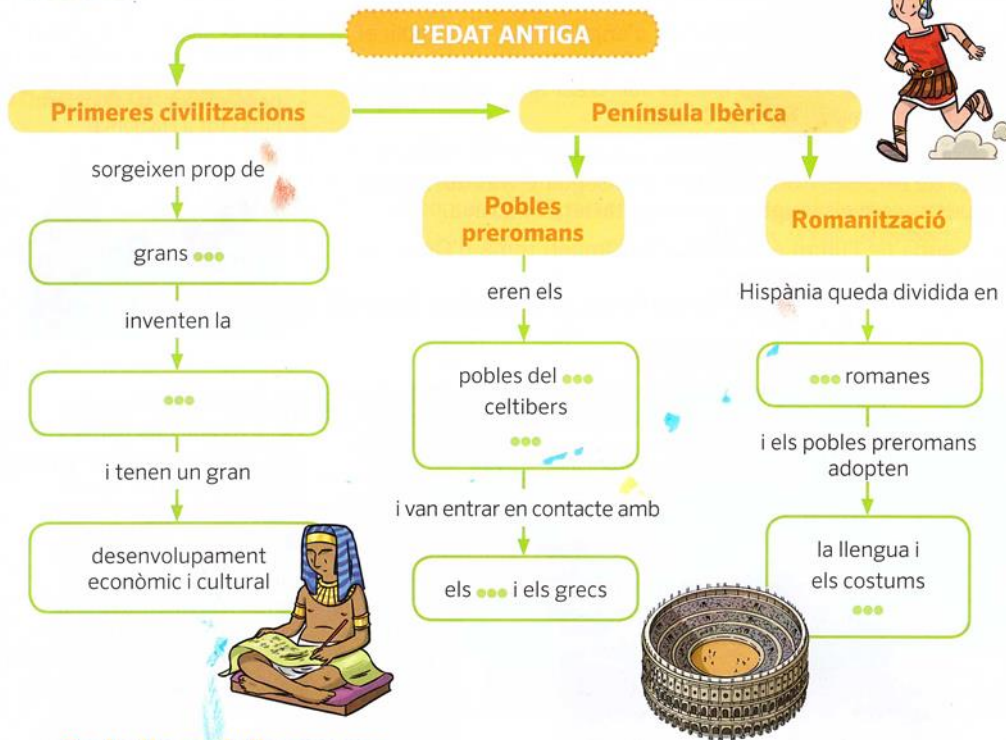 L'EDAT ANTIGA
Primeres civilitzacions
sorgeixen prop de
grans •••
inventen la
•••
i tenen un gran
desenvolupament
econòmic i cultural
Península Ibèrica
Pobles
preromans
eren els
pobles del •••
celtibers
•••
i van entrar en contacte amb
els ••• i els grecs
Romanització
Hispània queda dividida en
••• romanes
i els pobles preromans
adopten
la llengua i
els costums
•••